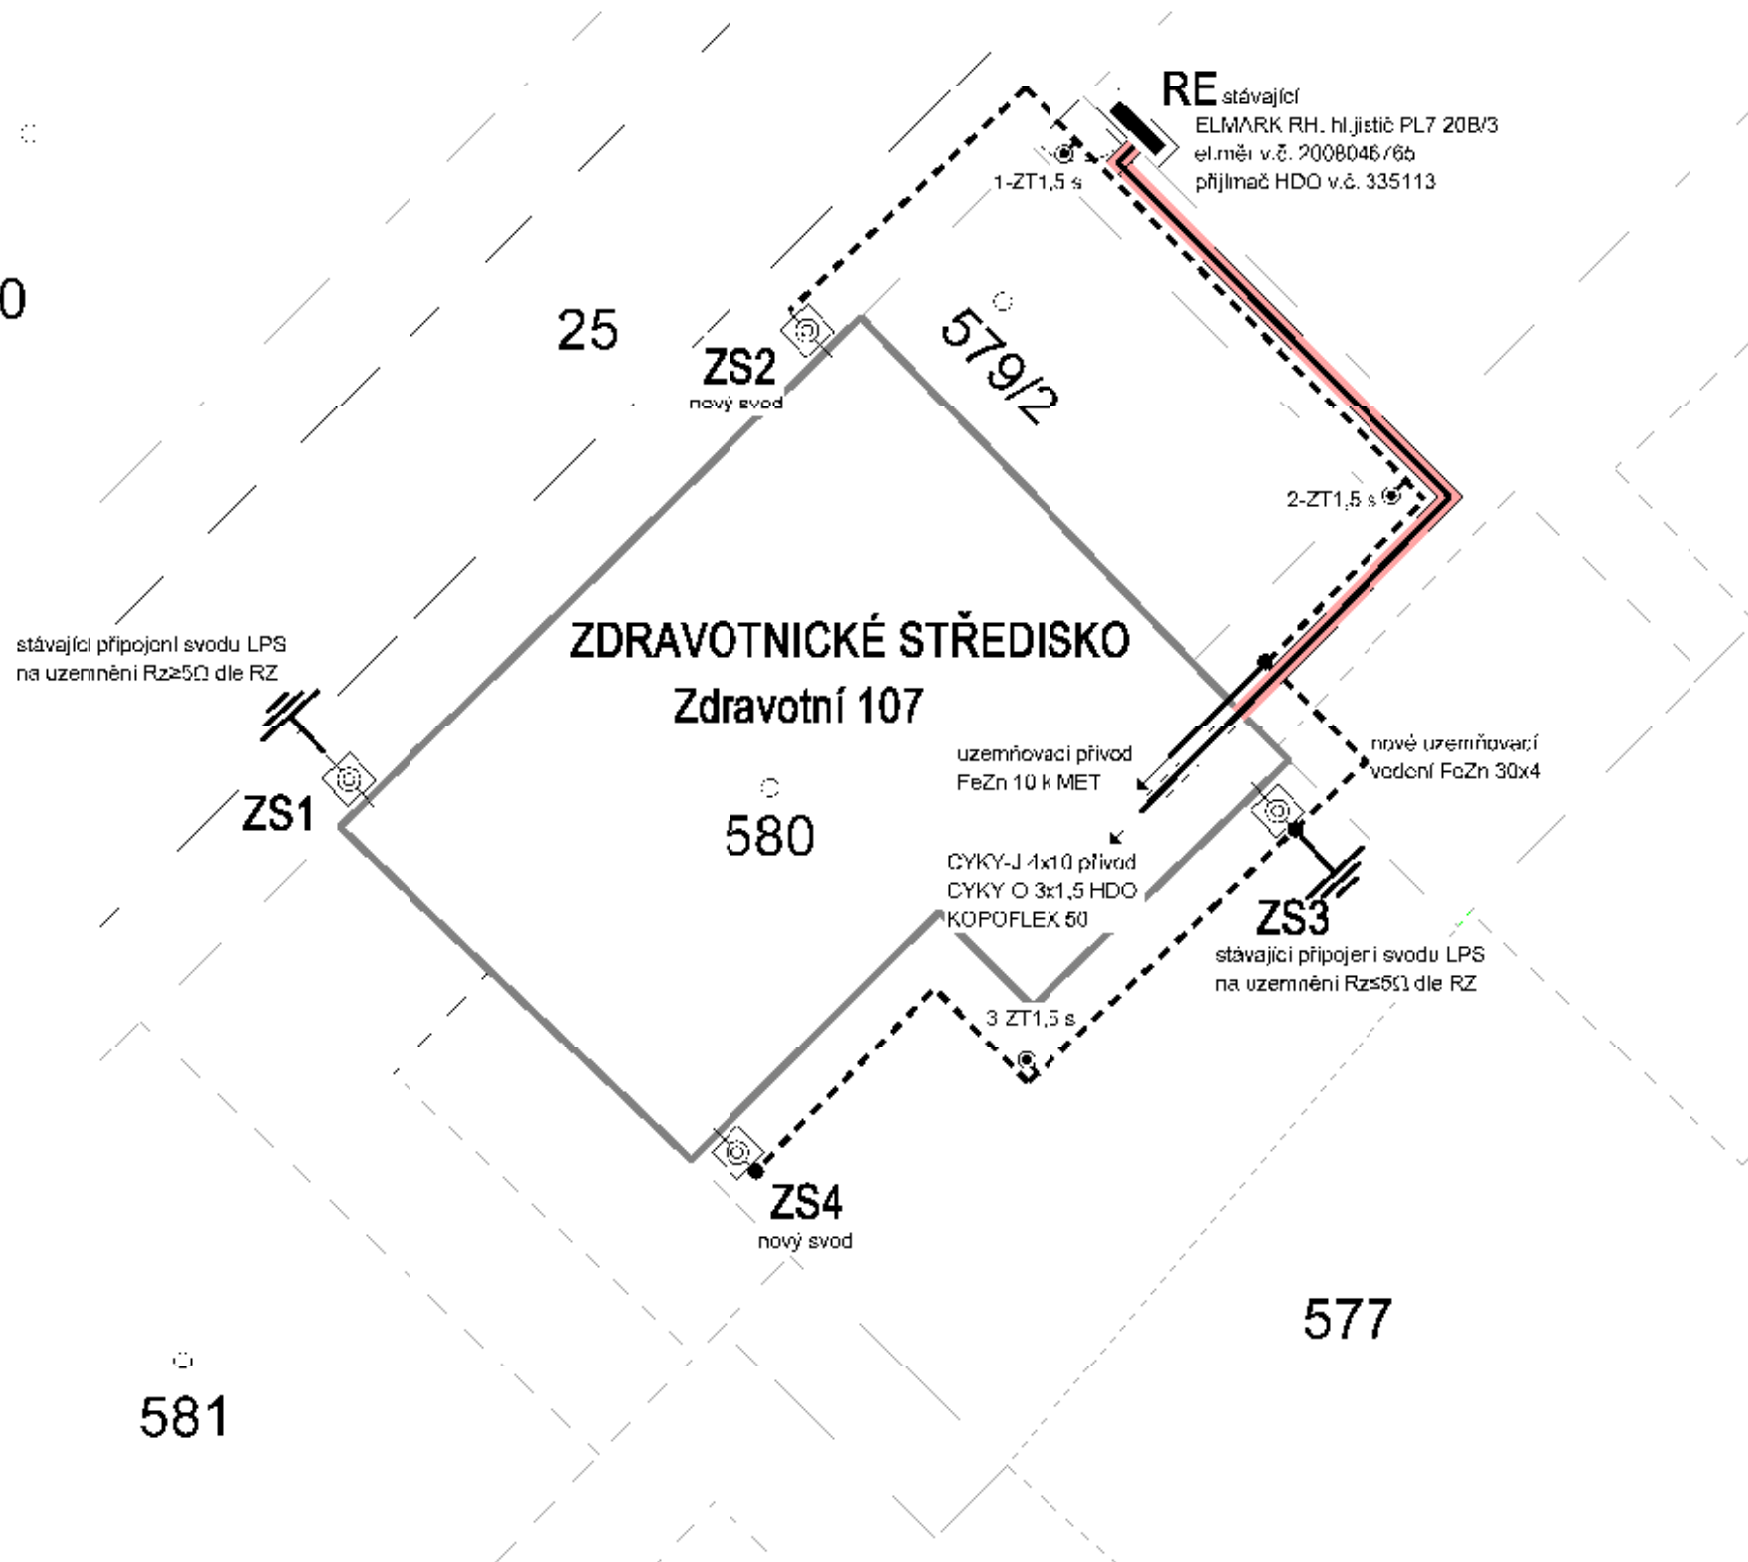 RE stávající
ELMARK RH. hl.jistič PL7 20B/3
el.měr v.č. 2008046765
přijímač HDO v.č. 335113
1-ZT1,5 s
0
25
579/2
ZS2
nový svod
2-ZT1,5 s
ZDRAVOTNICKÉ STŘEDISKO
Zdravotní 107
stávající připojení svodu LPS
na uzemnění Rz≥5Ω dle RZ
ZS1
uzemňovací přívod
FeZn 10 k MET
nové uzemňovací
vedení FeZn 30x4
580
CYKY-J 4x10 přívod
CYKY O 3x1,5 HDO
KOPOFLEX 50
ZS3
stávající připojení svodu LPS
na uzemnění Rz≤5Ω dle RZ
3 ZT1,5 s
ZS4
nový svod
577
581